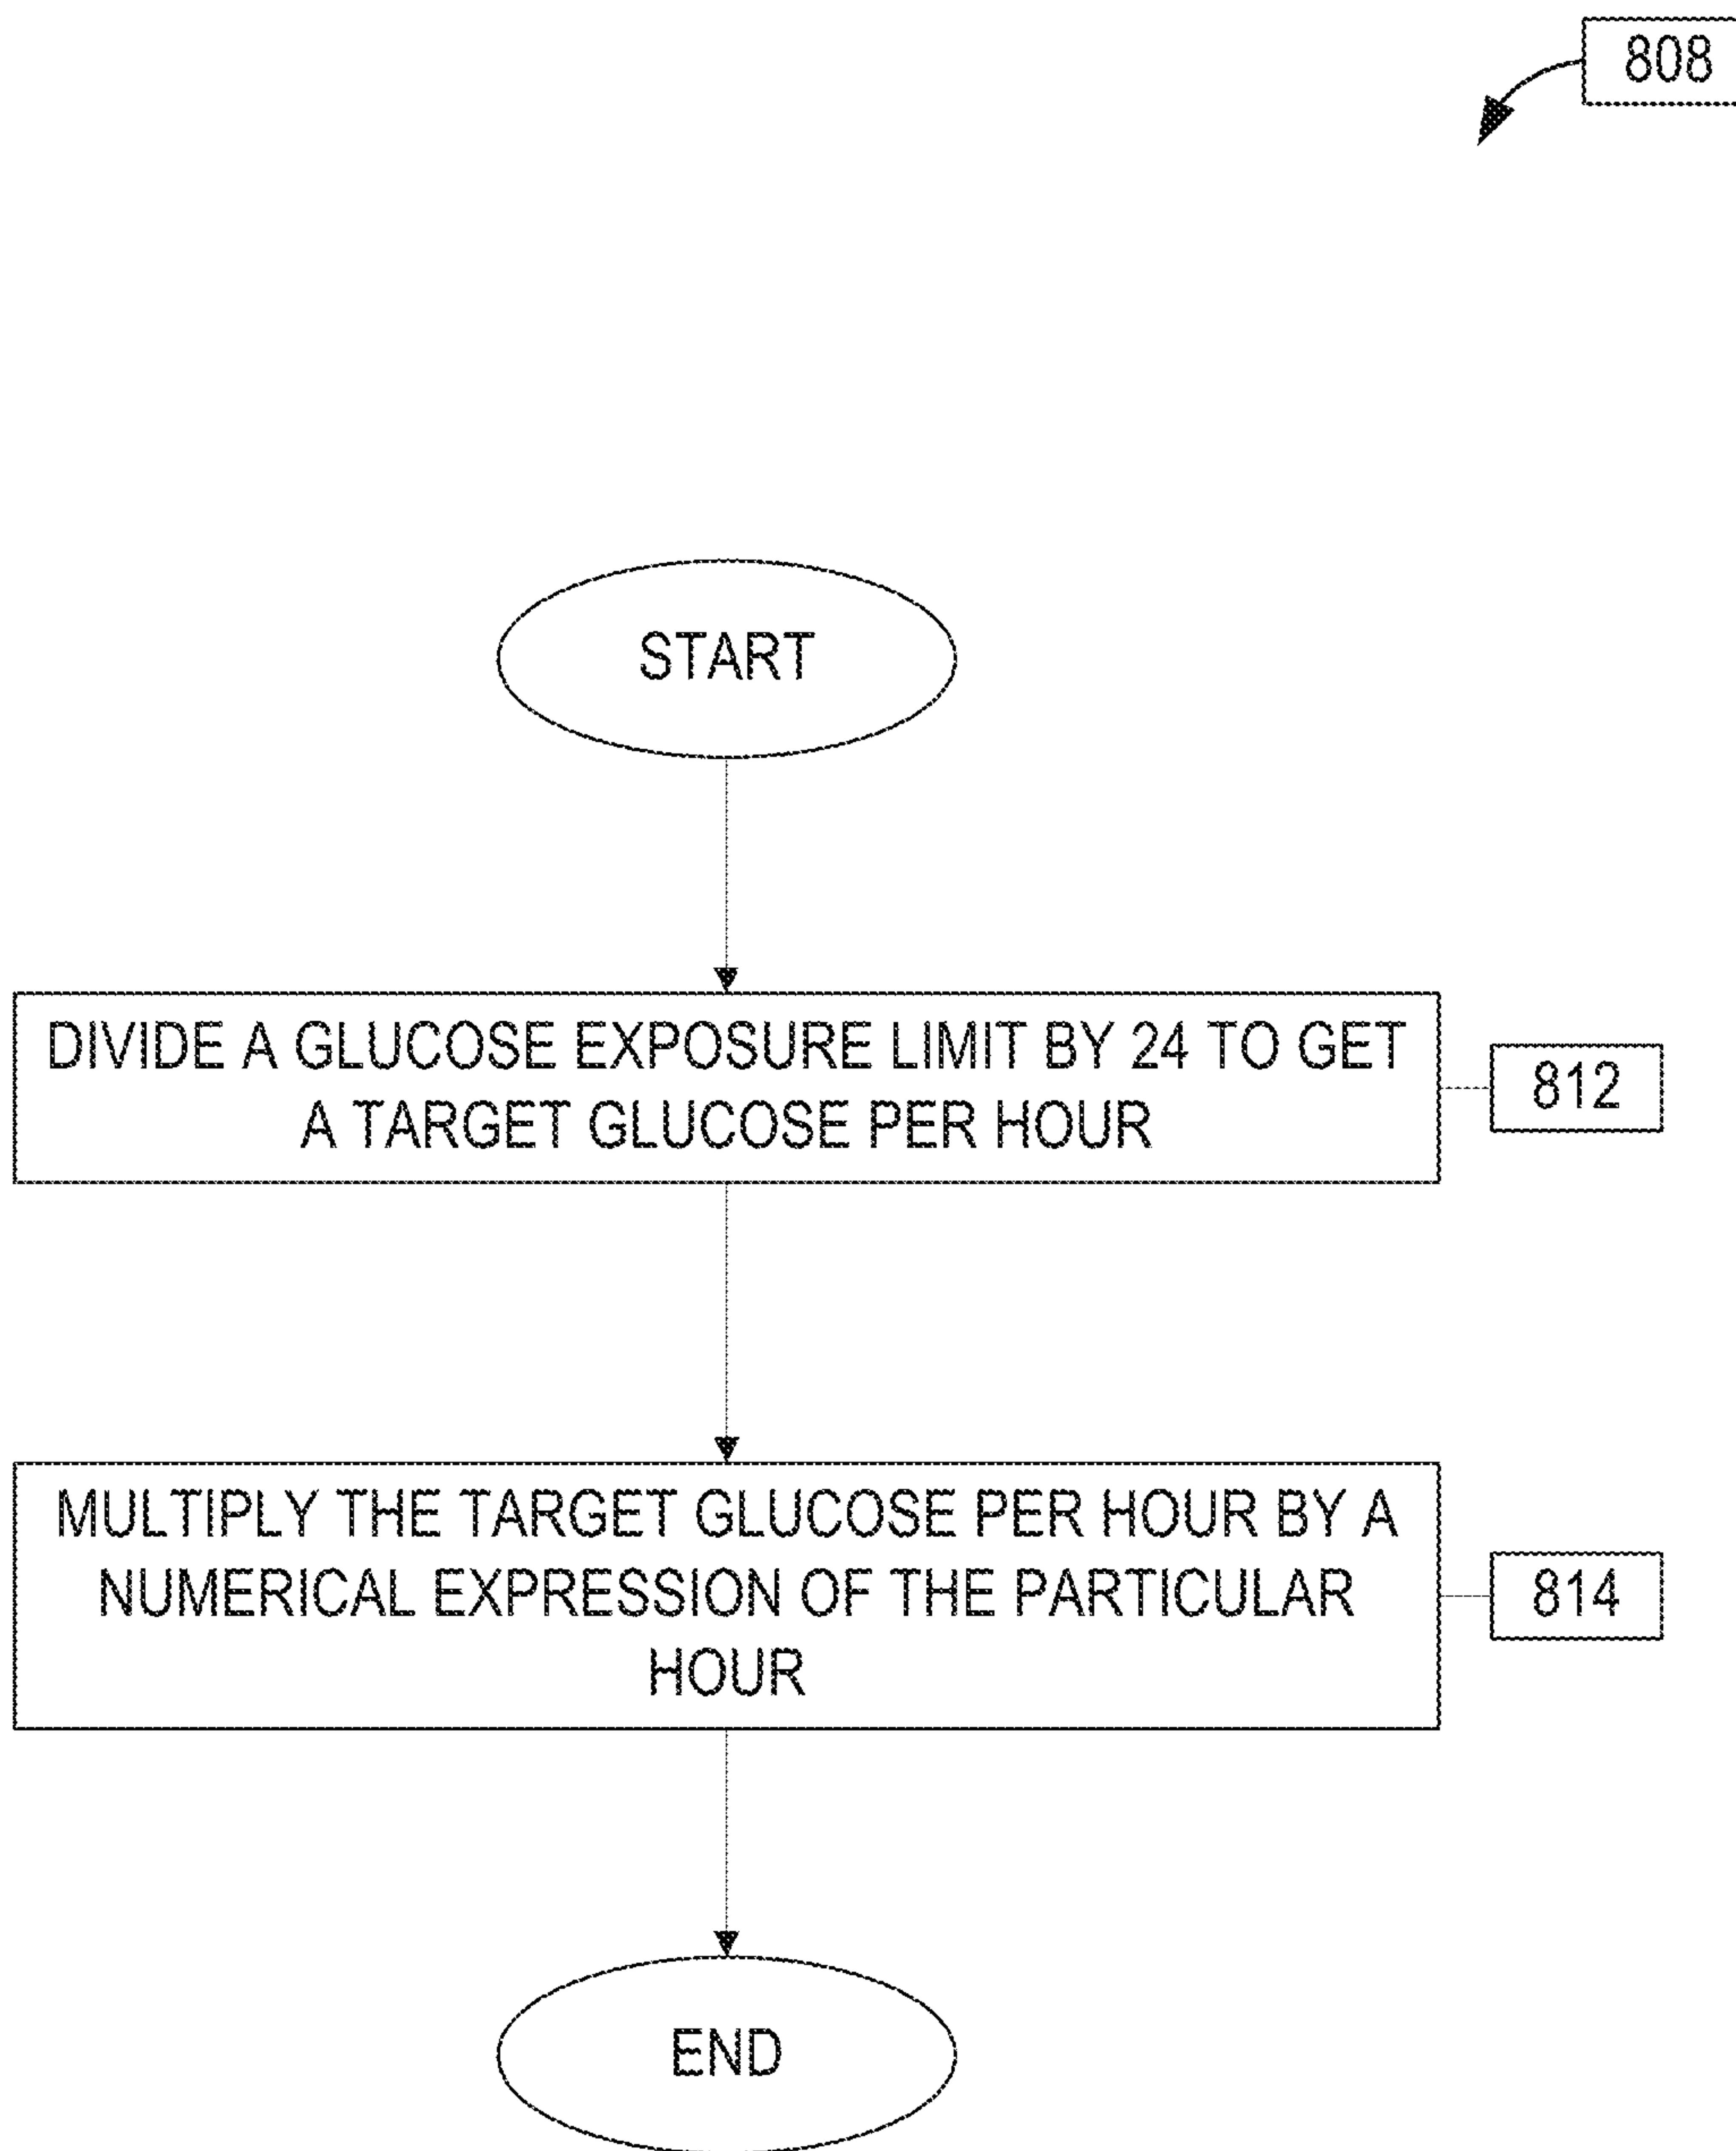 808
START
DIVIDE A GLUCOSE EXPOSURE LIMIT BY 24 TO GET
A TARGET GLUCOSE PER HOUR
812
MULTIPLY THE TARGET GLUCOSE PER HOUR BY A
NUMERICAL EXPRESSION OF THE PARTICULAR
HOUR
814
END